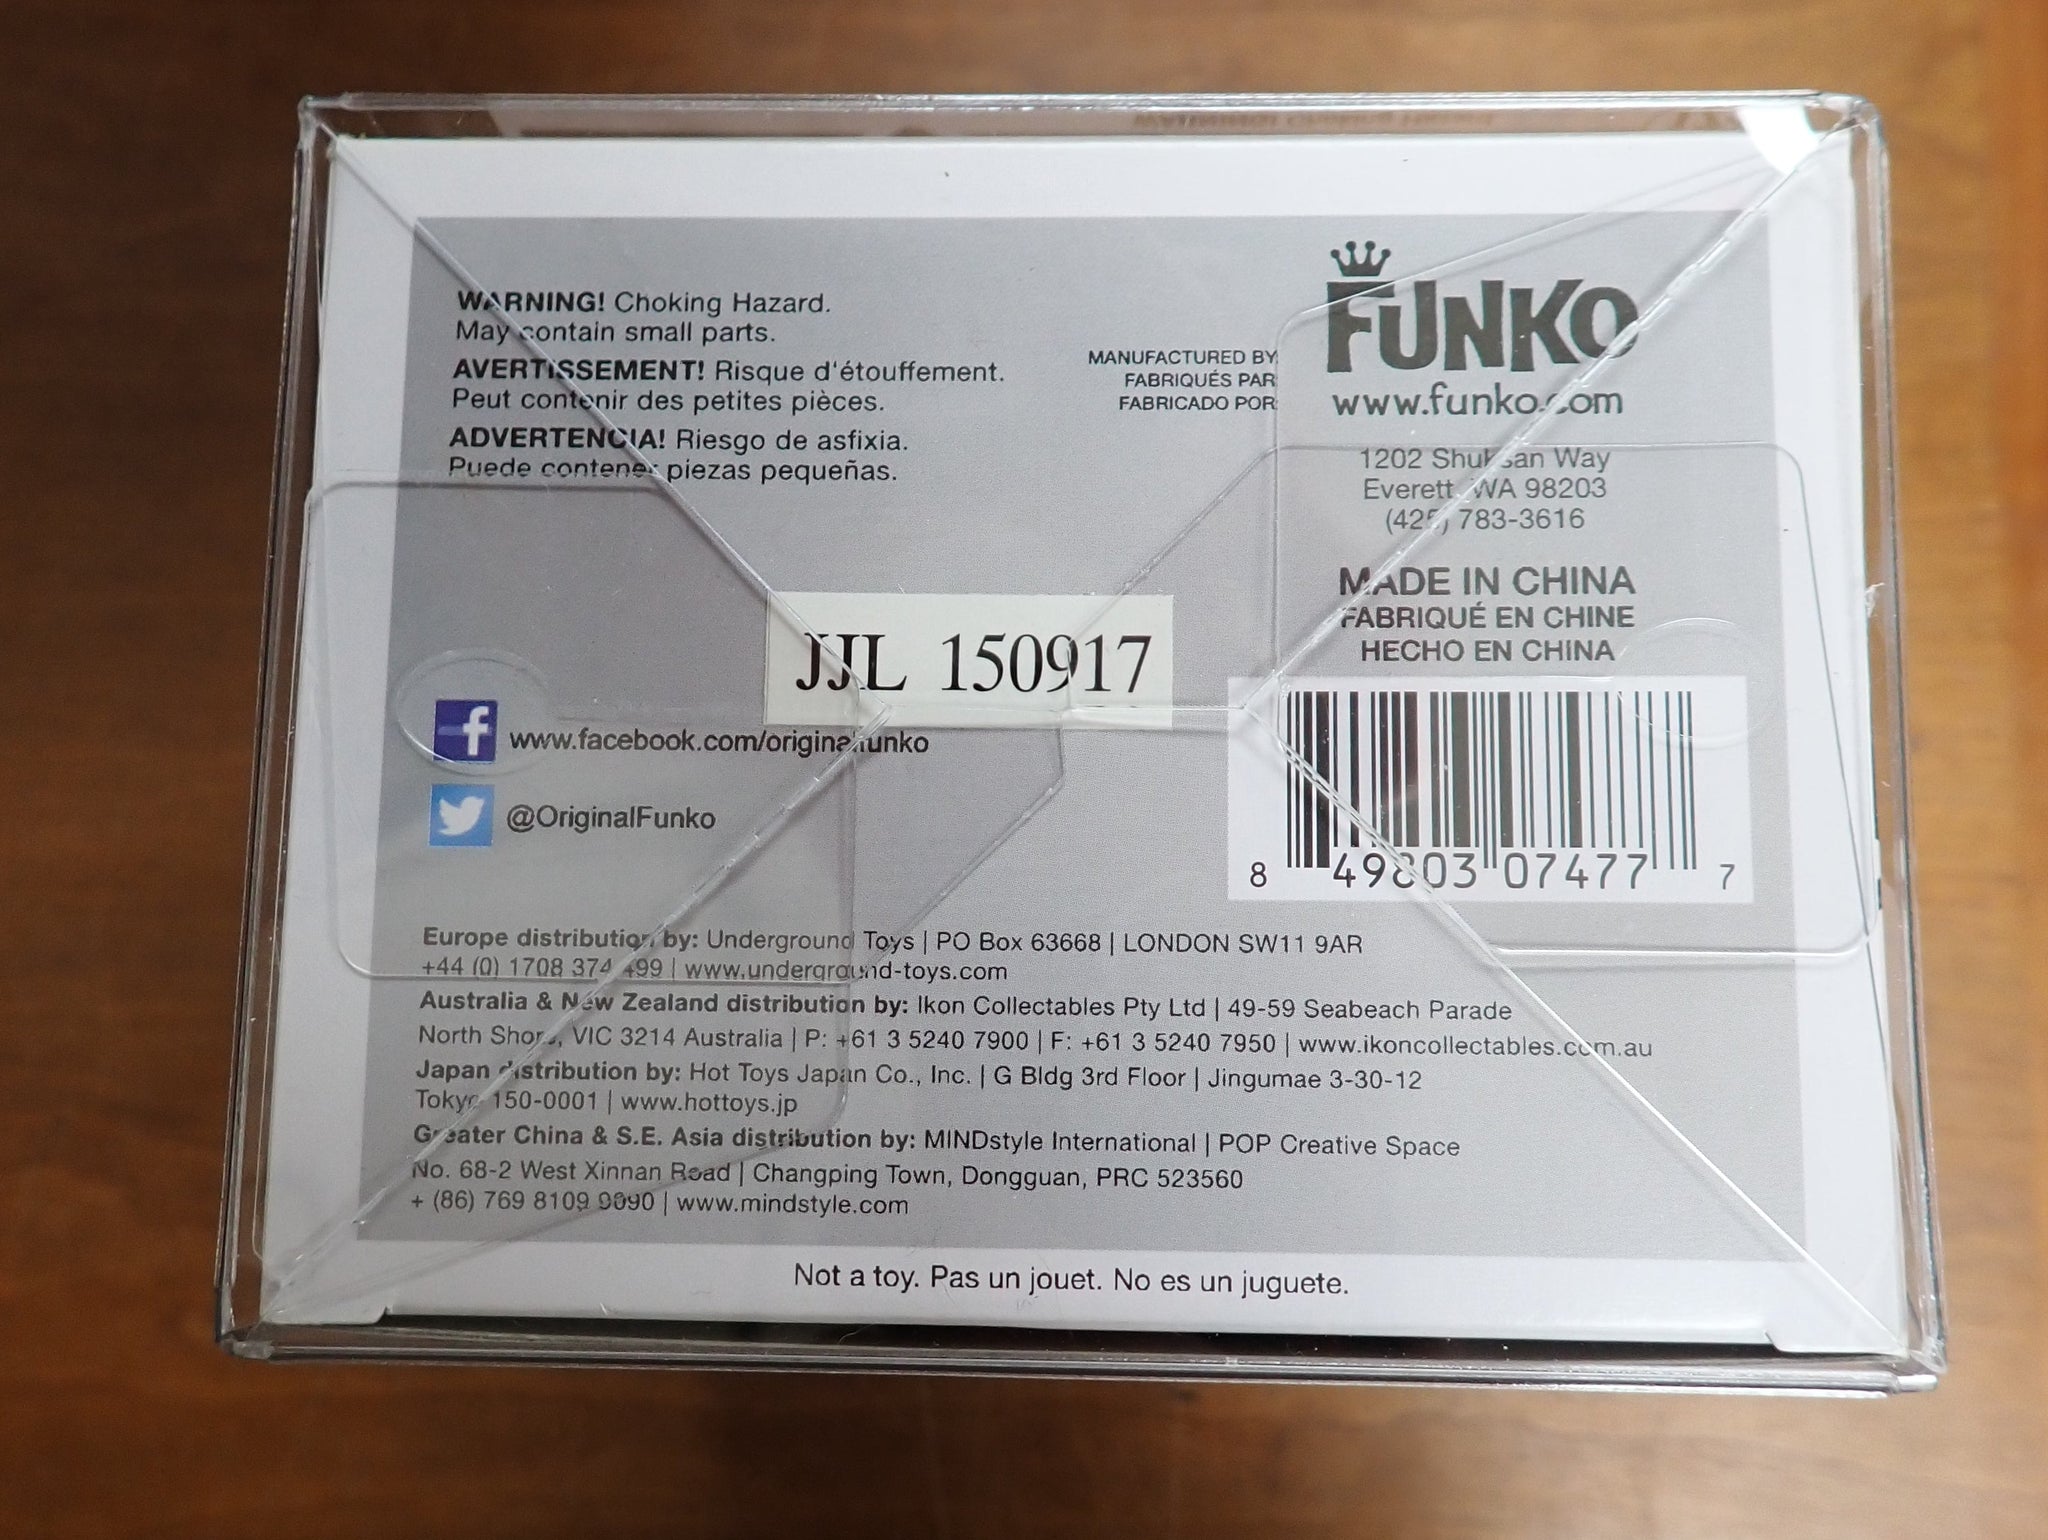 WARNING! Choking Hazard.
May contain small parts.
AVERTISSEMENT! Risque d'étouffement.
Peut contenir des petites pièces.
ADVERTENCIA! Riesgo de asfixia.
Puede contener piezas pequeñas.
MANUFACTURED BY
FABRIQUÉS PAR
FABRICADO POR
FUNKO
www.funko.com
1202 Shuksan Way
Everett, WA 98203
(425) 783-3616
MADE IN CHINA
FABRIQUÉ EN CHINE
HECHO EN CHINA
JJL 150917
www.facebook.com/originalfunko
@OriginalFunko
8 49803 07477 7
Europe distribution by: Underground Toys | PO Box 63668 | LONDON SW11 9AR
+44 (0) 1708 374 499 | www.underground-toys.com
Australia & New Zealand distribution by: Ikon Collectables Pty Ltd | 49-59 Seabeach Parade
North Shore, VIC 3214 Australia | P: +61 3 5240 7900 | F: +61 3 5240 7950 | www.ikoncollectables.com.au
Japan distribution by: Hot Toys Japan Co., Inc. | G Bldg 3rd Floor | Jingumae 3-30-12
Tokyo 150-0001 | www.hottoys.jp
Greater China & S.E. Asia distribution by: MINDstyle International | POP Creative Space
No. 68-2 West Xinnan Road | Changping Town, Dongguan, PRC 523560
+ (86) 769 8109 9090 | www.mindstyle.com
Not a toy. Pas un jouet. No es un juguete.